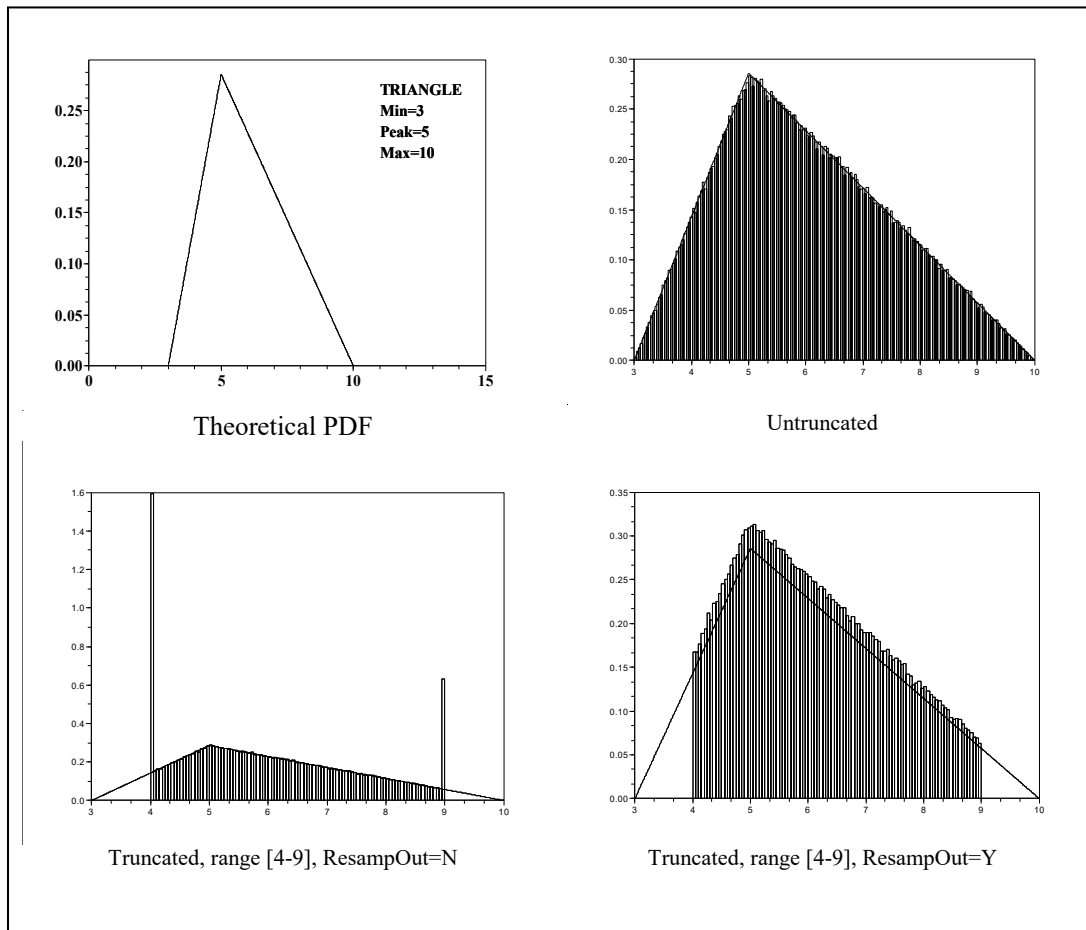 0.25
0.20
0.15
0.10
0.05
0.00
0 5 10 15
TRIANGLE
Min=3
Peak=5
Max=10
Theoretical PDF
0.30
0.25
0.20
0.15
0.10
0.05
0.00
3 4 5 6 7 8 9 10
Untruncated
1.6
1.4
1.2
1.0
0.8
0.6
0.4
0.2
0.0
3 4 5 6 7 8 9 10
Truncated, range [4-9], ResampOut=N
0.35
0.30
0.25
0.20
0.15
0.10
0.05
0.00
3 4 5 6 7 8 9 10
Truncated, range [4-9], ResampOut=Y